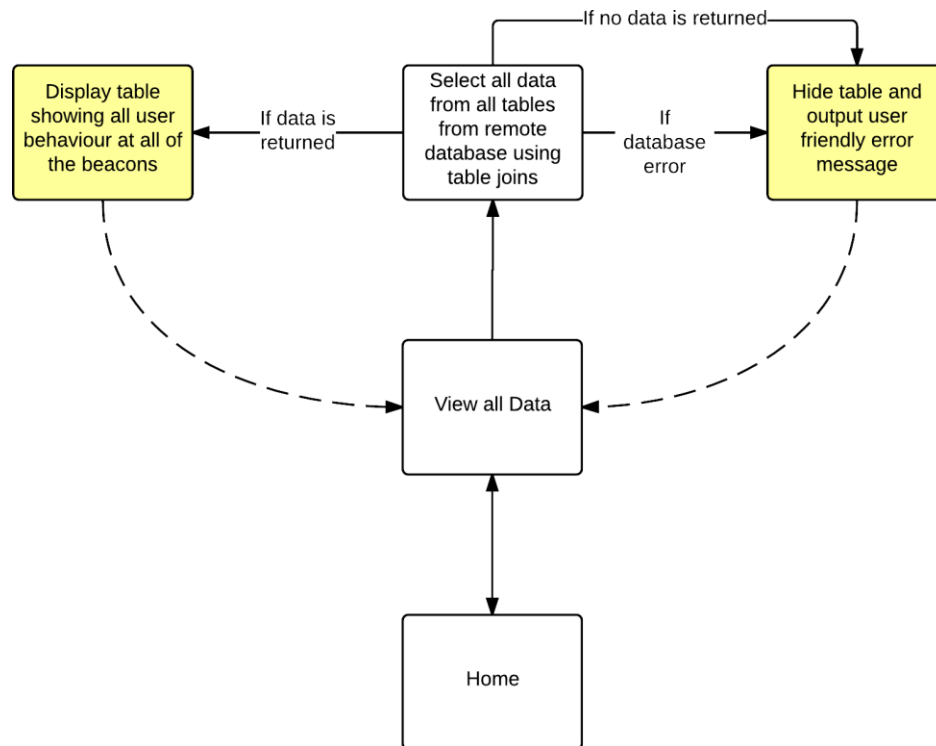 If no data is returned
Display table
showing all user
behaviour at all of
the beacons
If data is
returned
Select all data
from all tables
from remote
database using
table joins
If
database
error
Hide table and
output user
friendly error
message
View all Data
Home